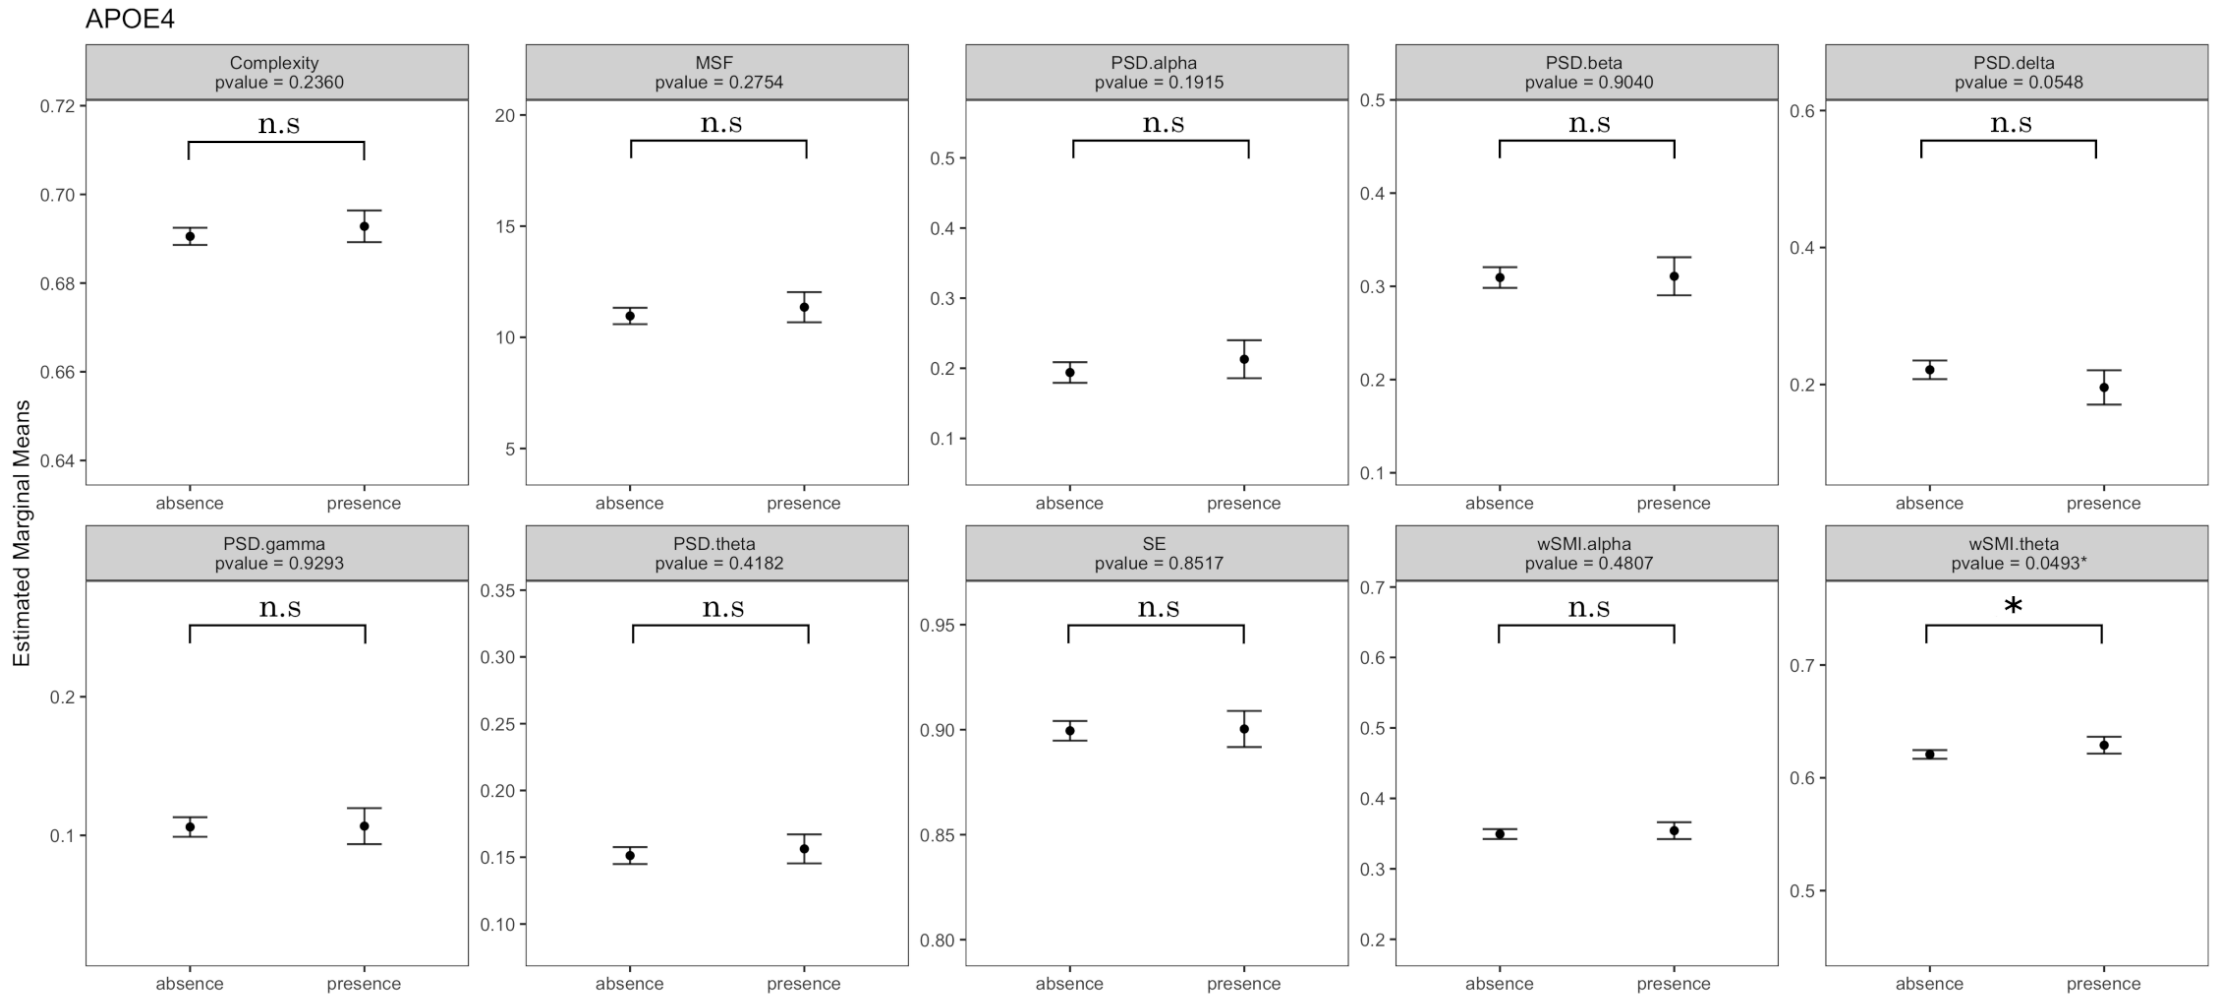 APOE4
Estimated Marginal Means
Complexity
pvalue = 0.2360
n.s
0.72
0.70
0.68
0.66
0.64
absence presence
MSF
pvalue = 0.2754
n.s
20
15
10
5
absence presence
PSD.alpha
pvalue = 0.1915
n.s
0.5
0.4
0.3
0.2
0.1
absence presence
PSD.beta
pvalue = 0.9040
n.s
0.5
0.4
0.3
0.2
0.1
absence presence
PSD.delta
pvalue = 0.0548
n.s
0.6
0.4
0.2
absence presence
PSD.gamma
pvalue = 0.9293
n.s
0.2
0.1
absence presence
PSD.theta
pvalue = 0.4182
n.s
0.35
0.30
0.25
0.20
0.15
0.10
absence presence
SE
pvalue = 0.8517
n.s
0.95
0.90
0.85
0.80
absence presence
wSMI.alpha
pvalue = 0.4807
n.s
0.7
0.6
0.5
0.4
0.3
0.2
absence presence
wSMI.theta
pvalue = 0.0493*
*
0.7
0.6
0.5
absence presence